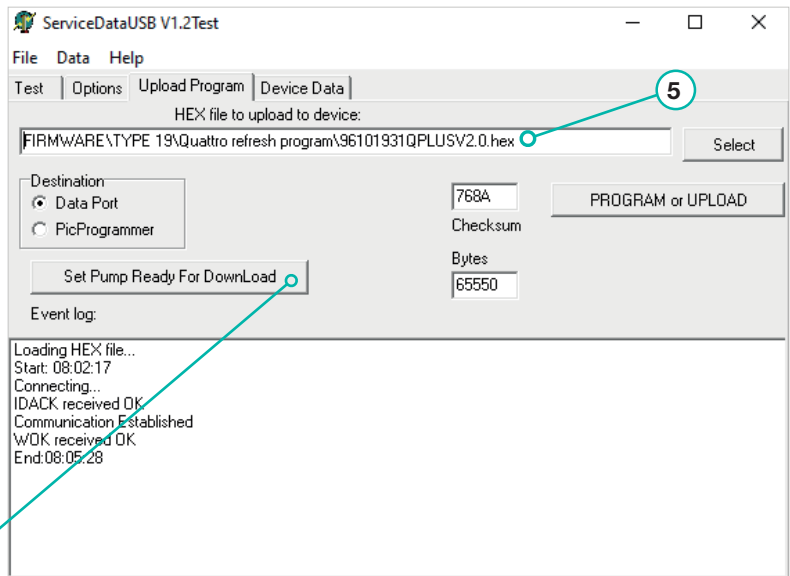 ServiceDataUSB V1.2Test
File Data Help
Test Options Upload Program Device Data
5
HEX file to upload to device:
FIRMWARE\TYPE 19\Quattro refresh program\96101931QPLUSV2.0.hex
Select
Destination
Data Port
PicProgrammer
768A
Checksum
PROGRAM or UPLOAD
Bytes
65550
Set Pump Ready For DownLoad
Event log:
Loading HEX file...
Start: 08:02:17
Connecting...
IDACK received OK
Communication Established
WOK received OK
End:08:05:28